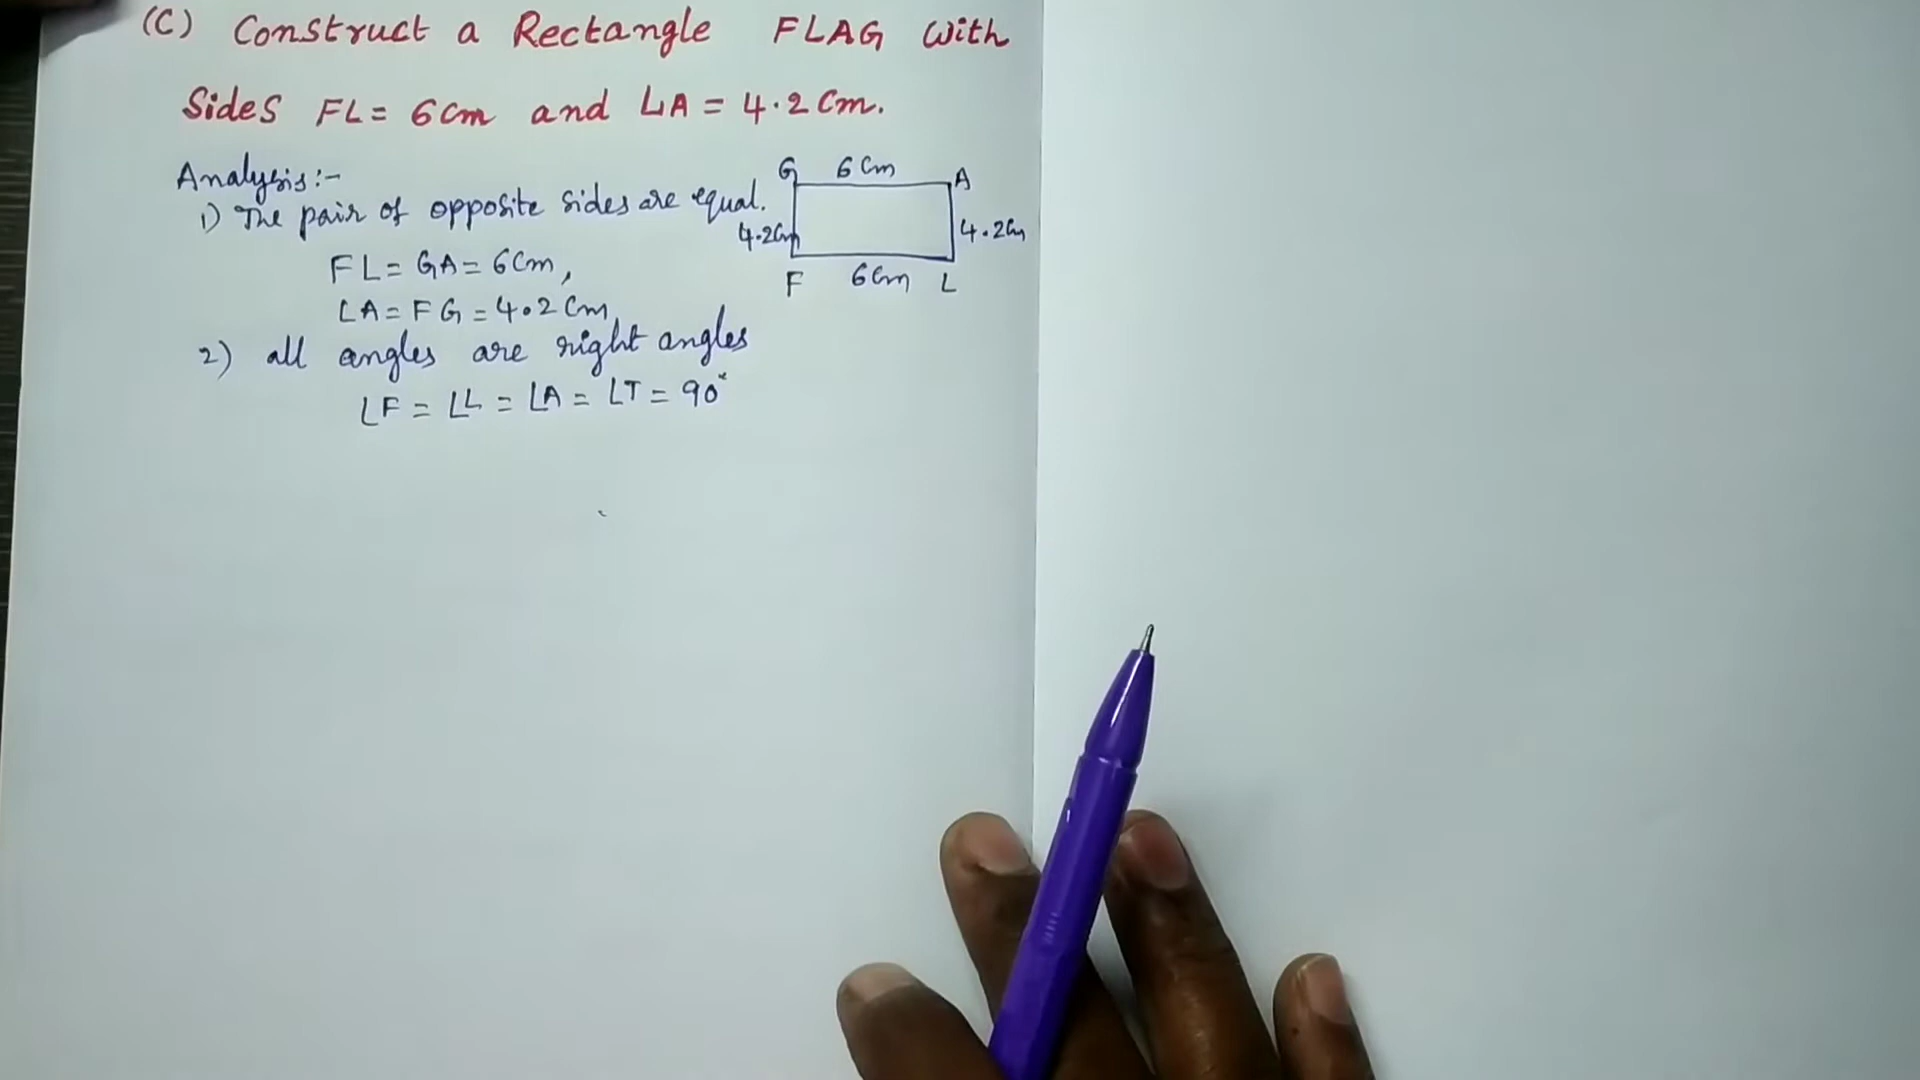 (C) Construct a Rectangle FLAG With
Sides FL = 6cm and LA = 4.2 Cm.
Analysis:-
1) The pair of opposite sides are equal.
FL = GA = 6Cm,
LA = FG = 4.2 Cm
2) all angles are right angles
∠F = ∠L = ∠A = ∠T = 90°
G 6 Cm A
4.2Cm 4.2Cm
F 6Cm L